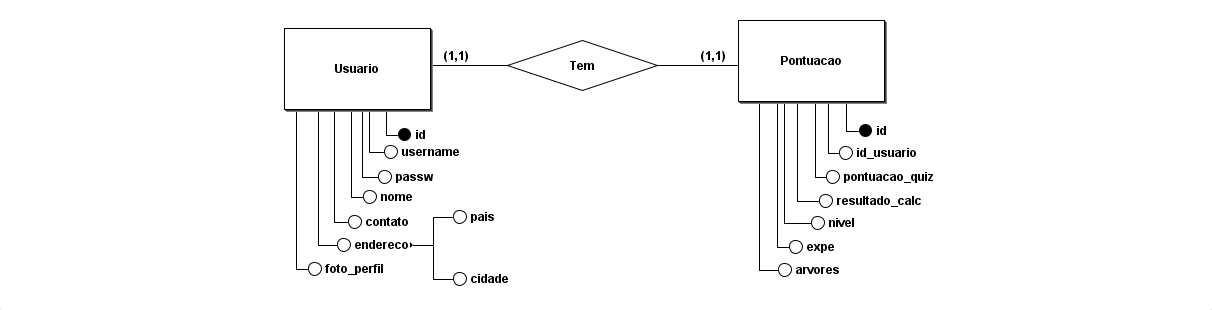 Usuario
(1,1)
Tem
(1,1)
Pontuacao
id
username
passw
nome
contato
endereco
pais
cidade
foto_perfil
id
id_usuario
pontuacao_quiz
resultado_calc
nivel
expe
arvores